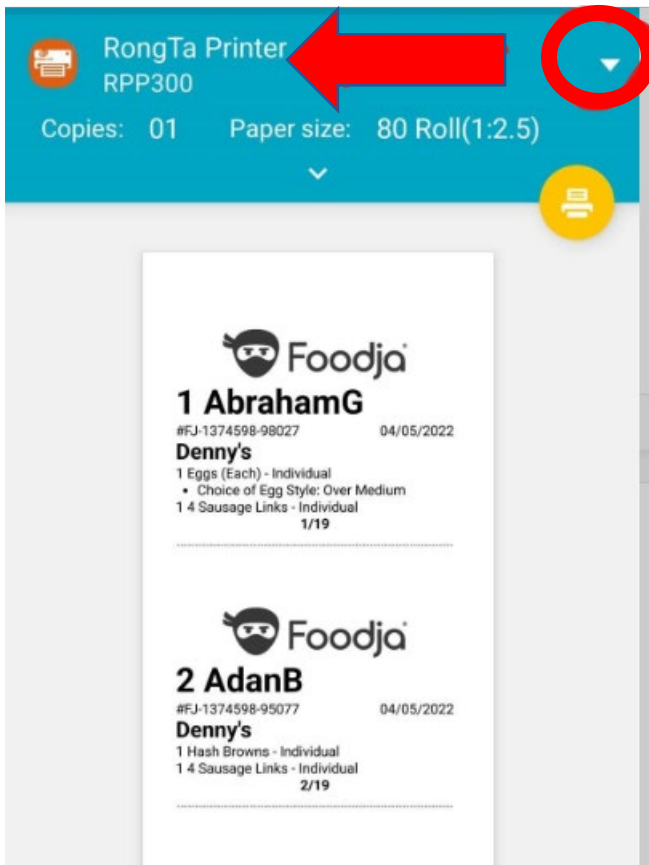 RongTa Printer
RPP300
Copies: 01 Paper size: 80 Roll(1:2.5)
Foodja
1 AbrahamG
#FJ-1374598-98027 04/05/2022
Denny's
1 Eggs (Each) - Individual
• Choice of Egg Style: Over Medium
1 4 Sausage Links - Individual
1/19
Foodja
2 AdanB
#FJ-1374598-95077 04/05/2022
Denny's
1 Hash Browns - Individual
1 4 Sausage Links - Individual
2/19